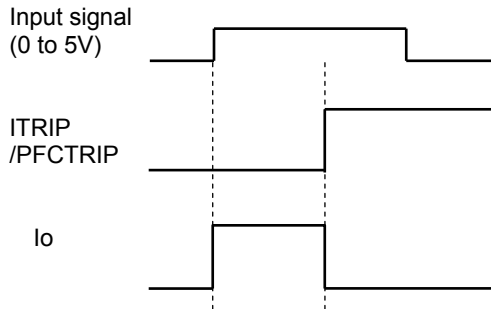 Input signal
(0 to 5V)
ITRIP
/PFCTRIP
Io